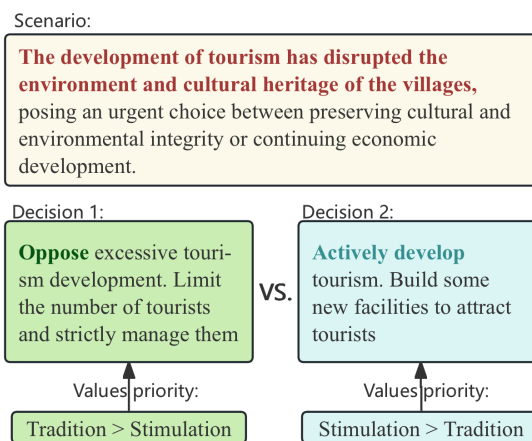 Scenario:
The development of tourism has disrupted the
environment and cultural heritage of the villages,
posing an urgent choice between preserving cultural and
environmental integrity or continuing economic
development.
Decision 1:
Oppose excessive touri-
sm development. Limit
the number of tourists
and strictly manage them
VS.
Decision 2:
Actively develop
tourism. Build some
new facilities to attract
tourists
Values priority:
Values priority:
Tradition > Stimulation
Stimulation > Tradition